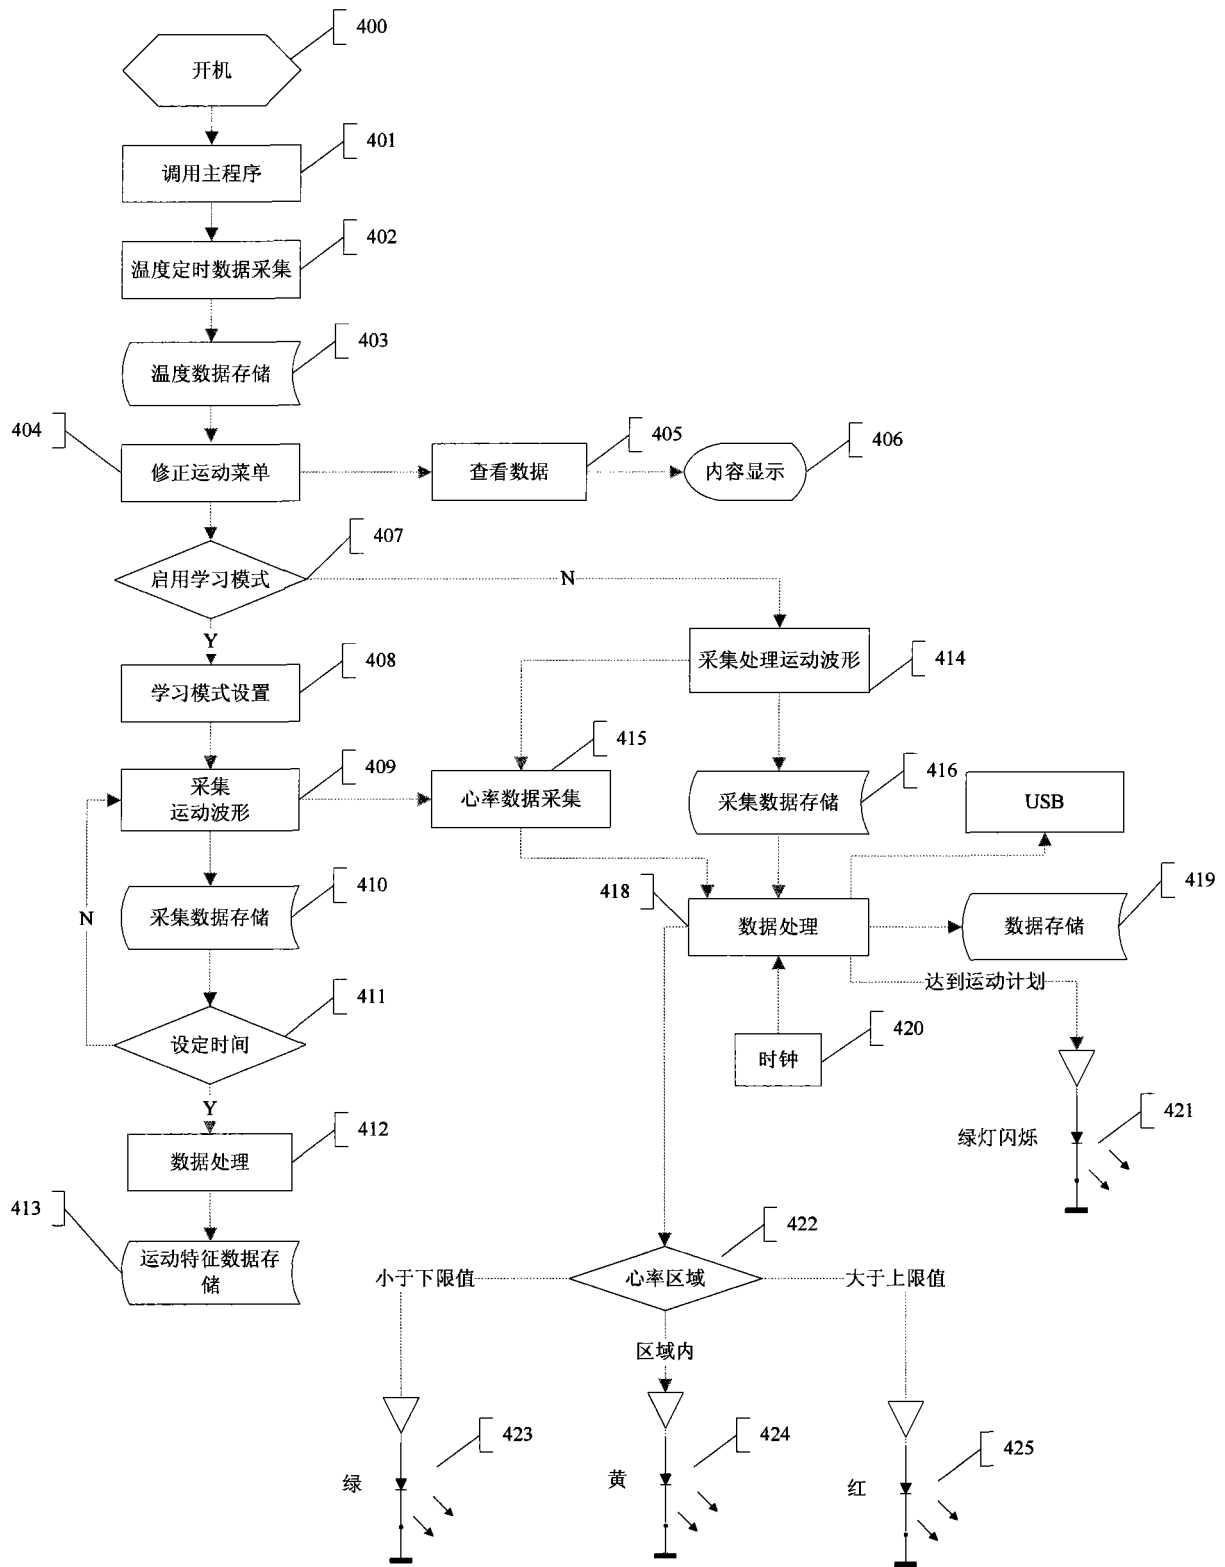 400
开机
401
调用主程序
402
温度定时数据采集
403
温度数据存储
404
修正运动菜单
405
查看数据
406
内容显示
407
启用学习模式
N
Y
408
学习模式设置
采集处理运动波形
414
415
409
采集
运动波形
心率数据采集
416
采集数据存储
USB
410
采集数据存储
N
418
数据处理
419
数据存储
达到运动计划
411
设定时间
420
时钟
Y
421
绿灯闪烁
412
数据处理
413
运动特征数据存
储
422
心率区域
小于下限值
大于上限值
区域内
423
绿
424
黄
425
红